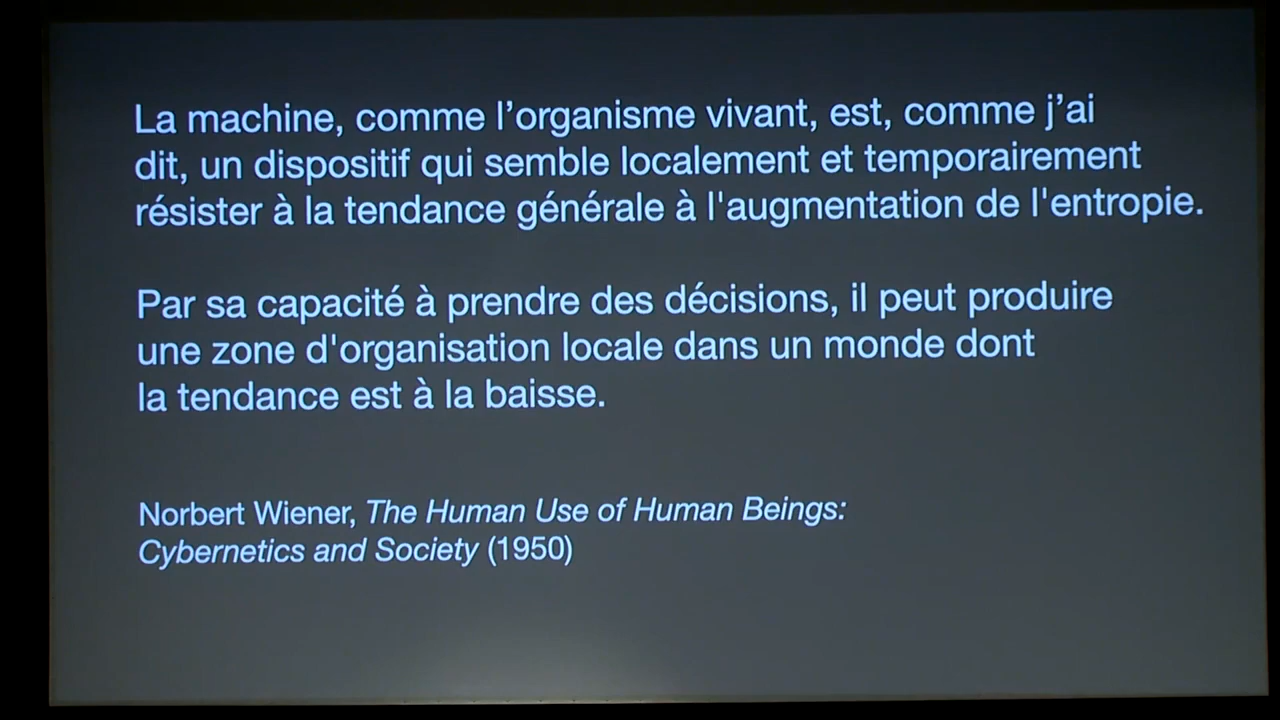 La machine, comme l’organisme vivant, est, comme j’ai
dit, un dispositif qui semble localement et temporairement
résister à la tendance générale à l'augmentation de l'entropie.
Par sa capacité à prendre des décisions, il peut produire
une zone d'organisation locale dans un monde dont
la tendance est à la baisse.
Norbert Wiener, The Human Use of Human Beings:
Cybernetics and Society (1950)